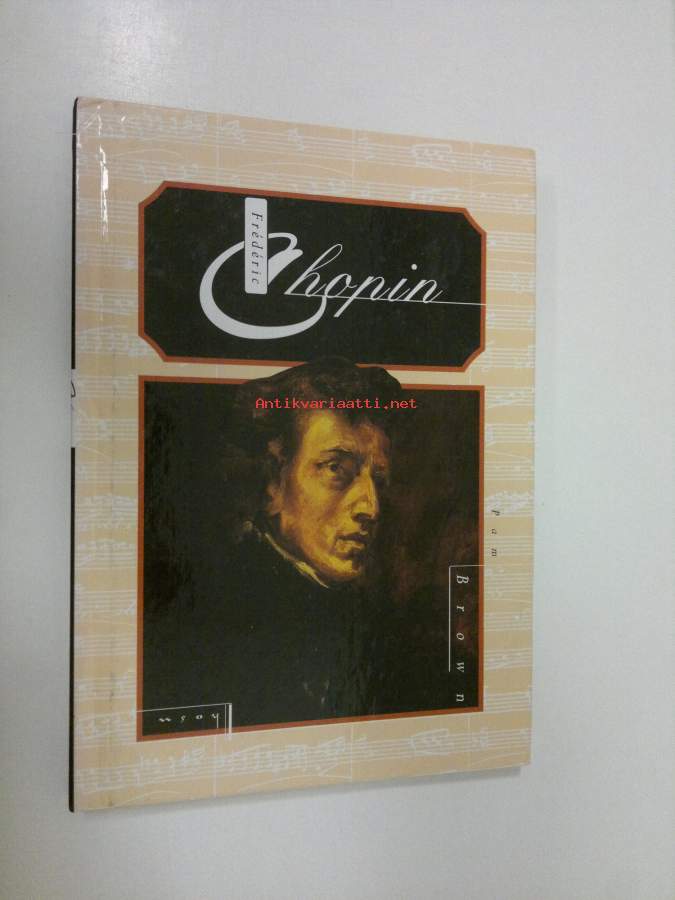 Frédéric
Chopin
Antikvariaatti.net
Pam
Brown